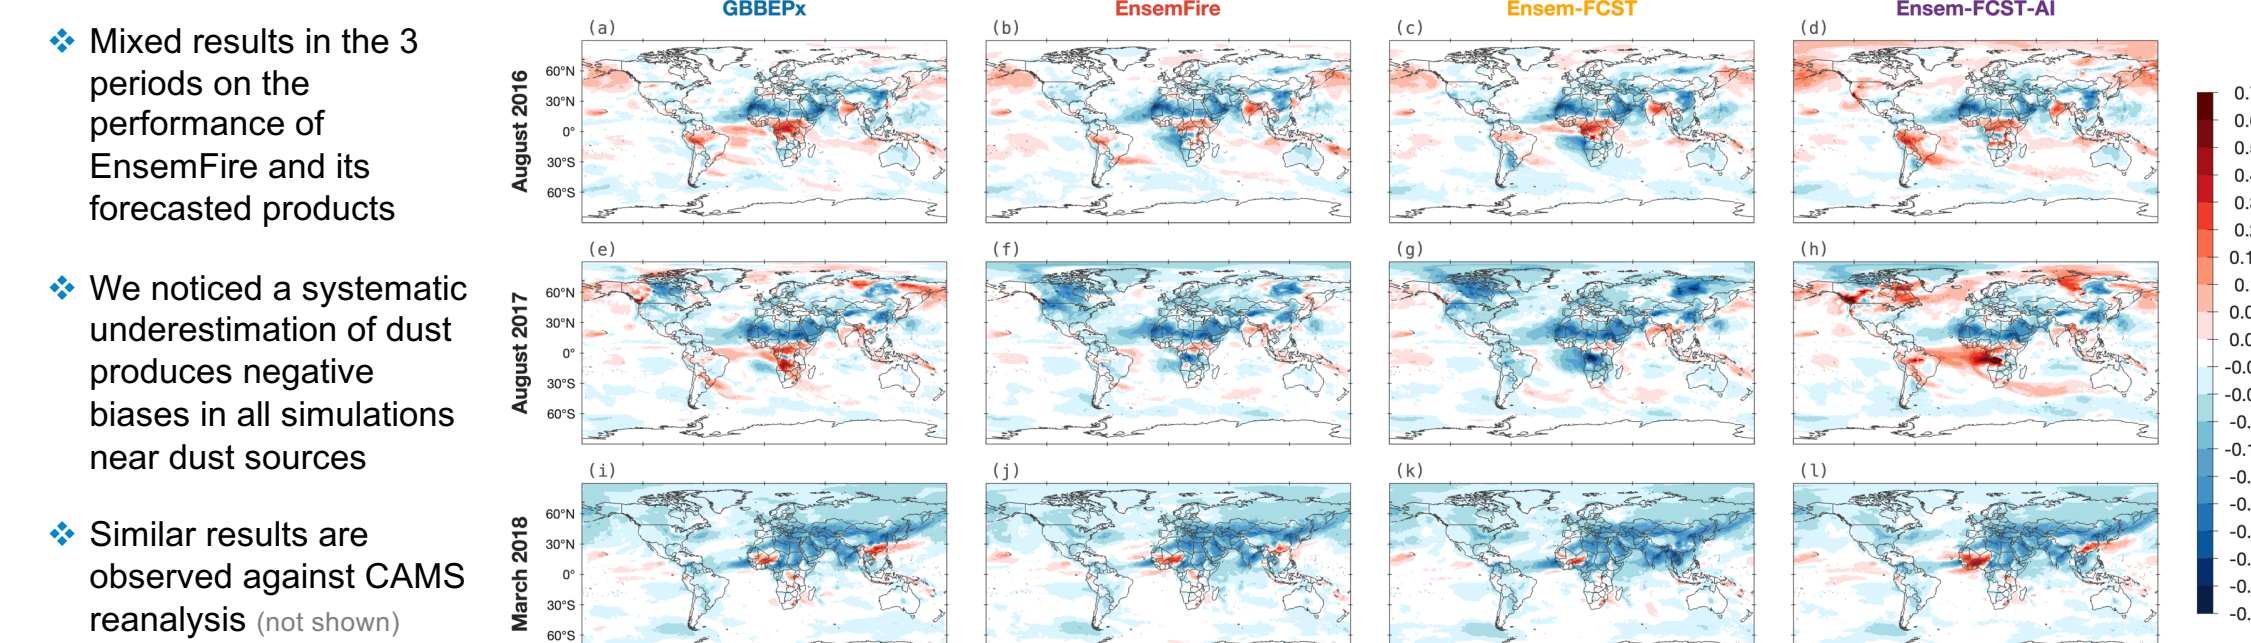 ❖ Mixed results in the 3
periods on the
performance of
EnsemFire and its
forecasted products
❖ We noticed a systematic
underestimation of dust
produces negative
biases in all simulations
near dust sources
❖ Similar results are
observed against CAMS
reanalysis (not shown)
GBBEPx EnsemFire Ensem-FCST Ensem-FCST-AI
(a) (b) (c) (d)
August 2016
60°N
30°N
0°
30°S
60°S
(e) (f) (g) (h)
August 2017
60°N
30°N
0°
30°S
60°S
(i) (j) (k) (l)
March 2018
60°N
30°N
0°
30°S
60°S